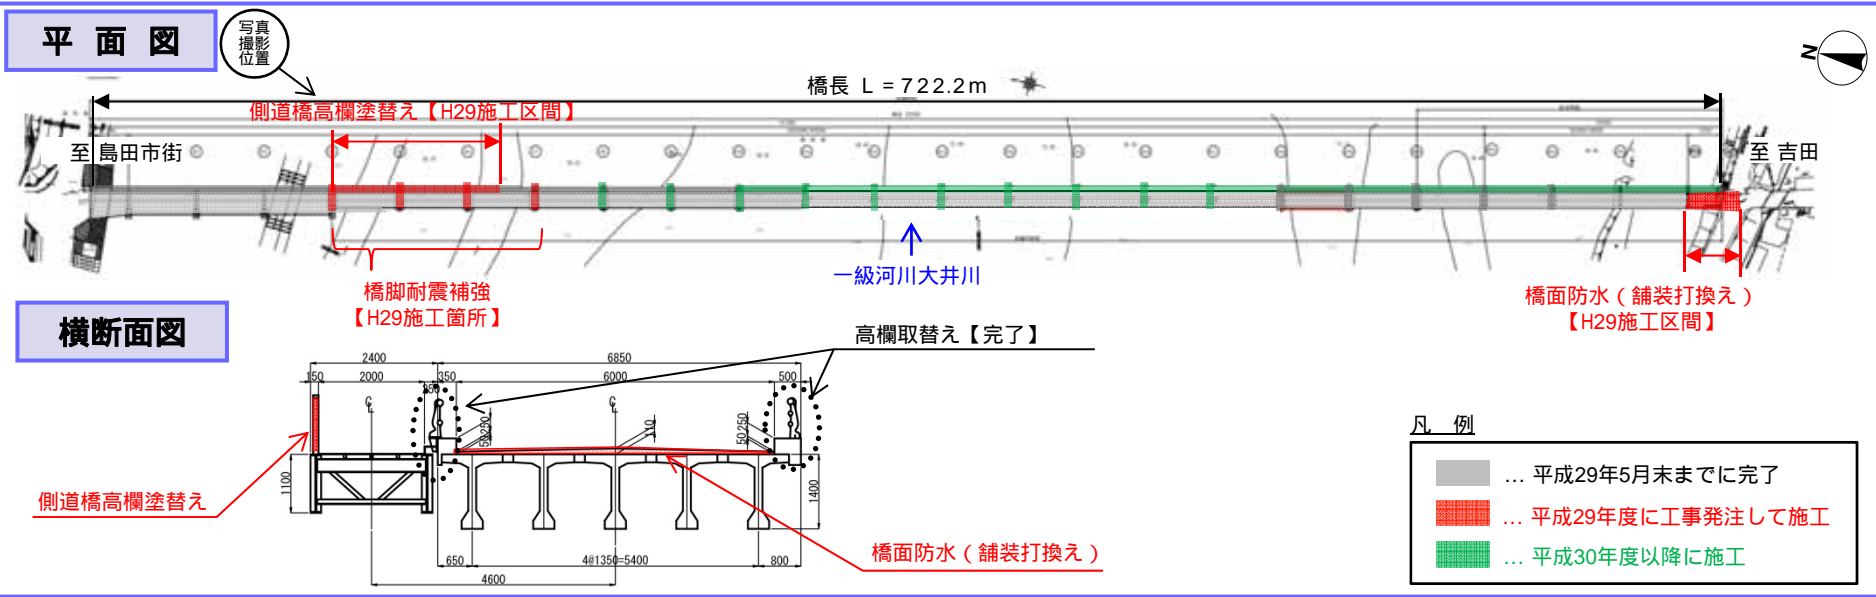 平 面 図
写真
撮影
位置
N
橋長 L = 722.2m
側道橋高欄塗替え【H29施工区間】
至 島田市街
至 吉田
一級河川大井川
橋脚耐震補強
【H29施工箇所】
橋面防水（舗装打換え）
【H29施工区間】
横断面図
高欄取替え【完了】
2400
6850
150
2000
250
350
6000
500
50
250
110
50
250
1100
1400
側道橋高欄塗替え
橋面防水（舗装打換え）
650
4@1350=5400
800
4600
凡 例
… 平成29年5月末までに完了
… 平成29年度に工事発注して施工
… 平成30年度以降に施工